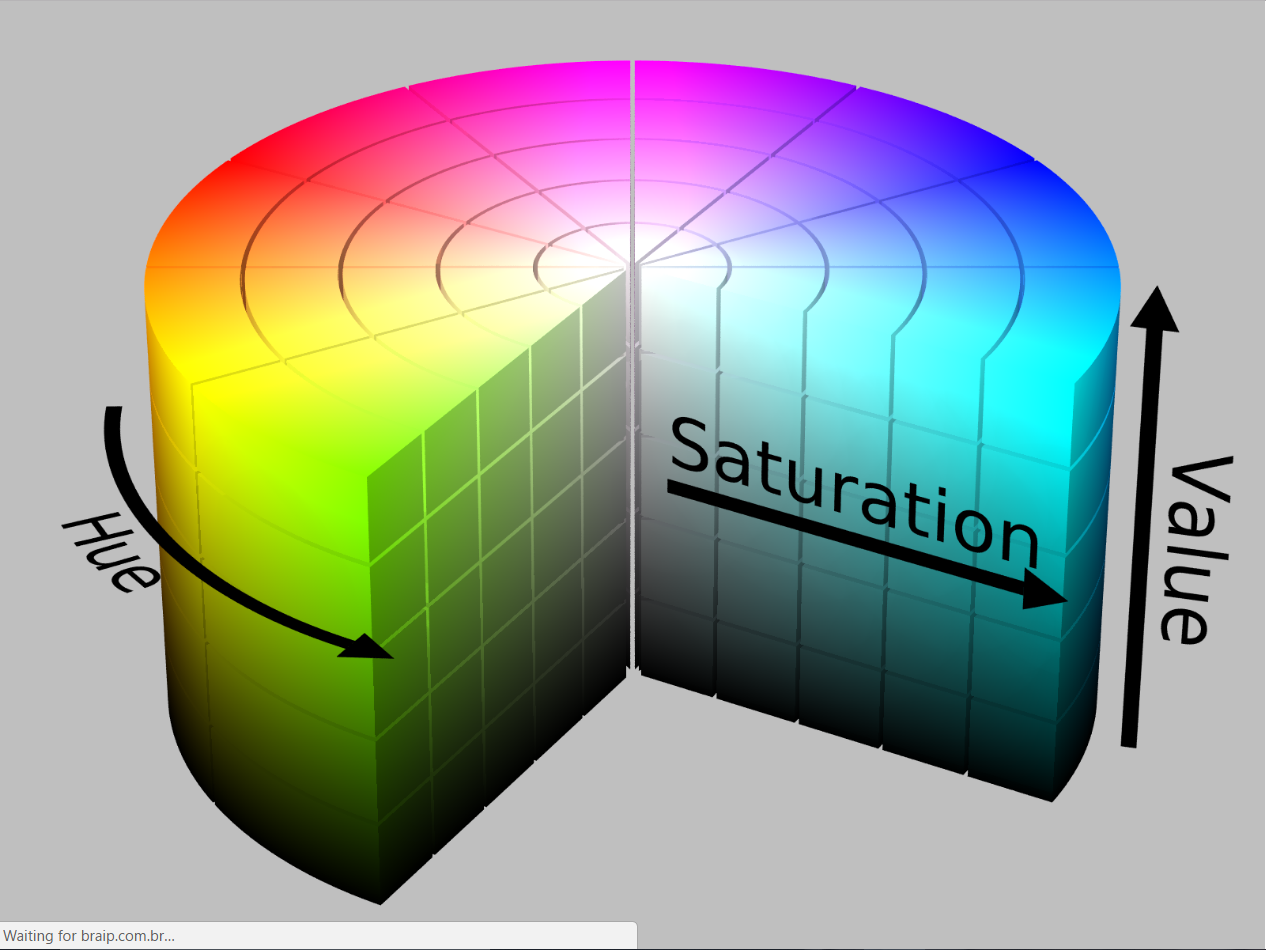 Saturation
Value
Hue
Waiting for braip.com.br...